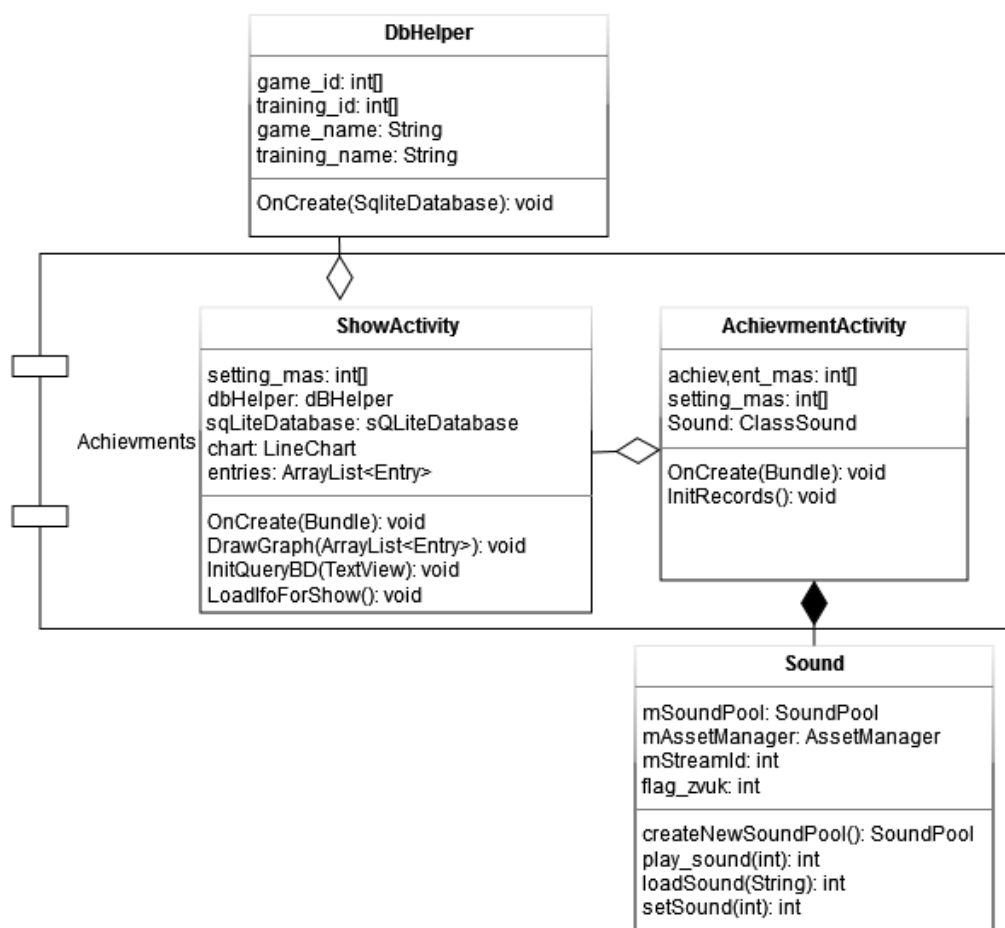 DbHelper
game_id: int[]
training_id: int[]
game_name: String
training_name: String
OnCreate(SqliteDatabase): void
Achievments
ShowActivity
setting_mas: int[]
dbHelper: dBHelper
sqLiteDatabase: sQLiteDatabase
chart: LineChart
entries: ArrayList<Entry>
OnCreate(Bundle): void
DrawGraph(ArrayList<Entry>): void
InitQueryBD(TextView): void
LoadIfoForShow(): void
AchievmentActivity
achiev,ent_mas: int[]
setting_mas: int[]
Sound: ClassSound
OnCreate(Bundle): void
InitRecords(): void
Sound
mSoundPool: SoundPool
mAssetManager: AssetManager
mStreamId: int
flag_zvuk: int
createNewSoundPool(): SoundPool
play_sound(int): int
loadSound(String): int
setSound(int): int